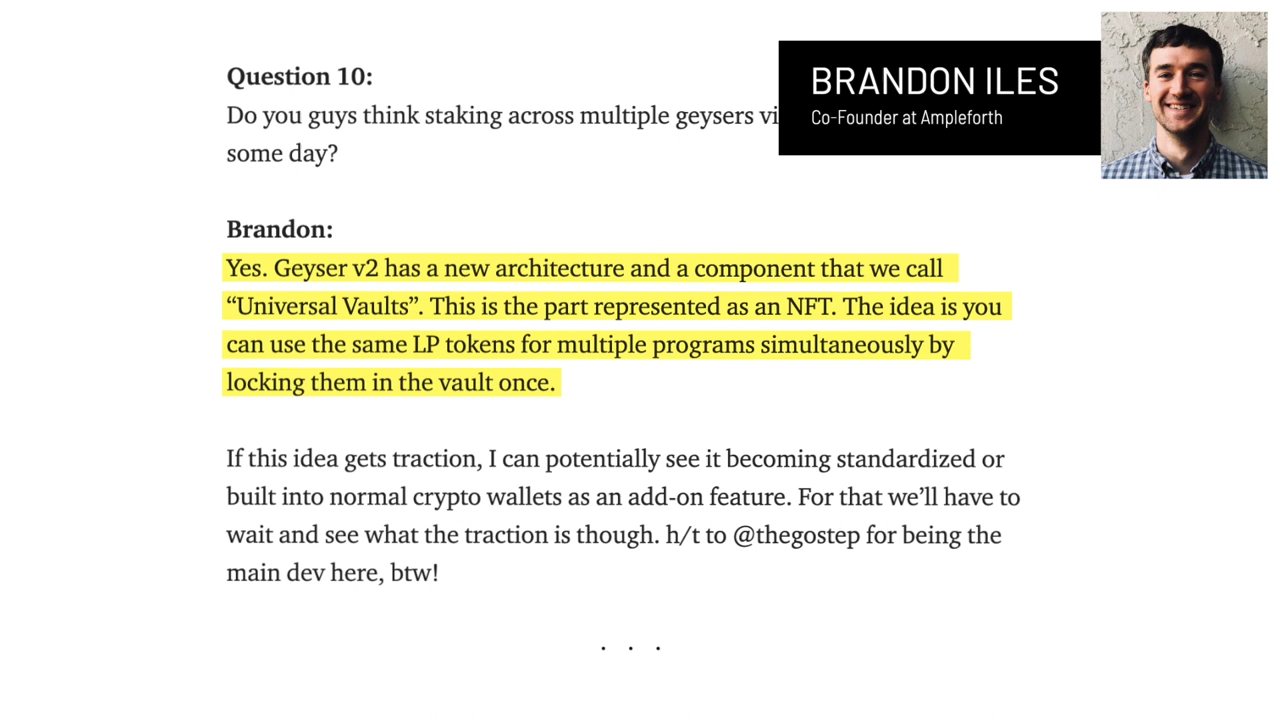 Question 10:
Do you guys think staking across multiple geysers
some day?
BRANDON ILES
Co-Founder at Ampleforth
Brandon:
Yes. Geyser v2 has a new architecture and a component that we call
“Universal Vaults”. This is the part represented as an NFT. The idea is you
can use the same LP tokens for multiple programs simultaneously by
locking them in the vault once.
If this idea gets traction, I can potentially see it becoming standardized or
built into normal crypto wallets as an add-on feature. For that we’ll have to
wait and see what the traction is though. h/t to @thegostep for being the
main dev here, btw!
. . .